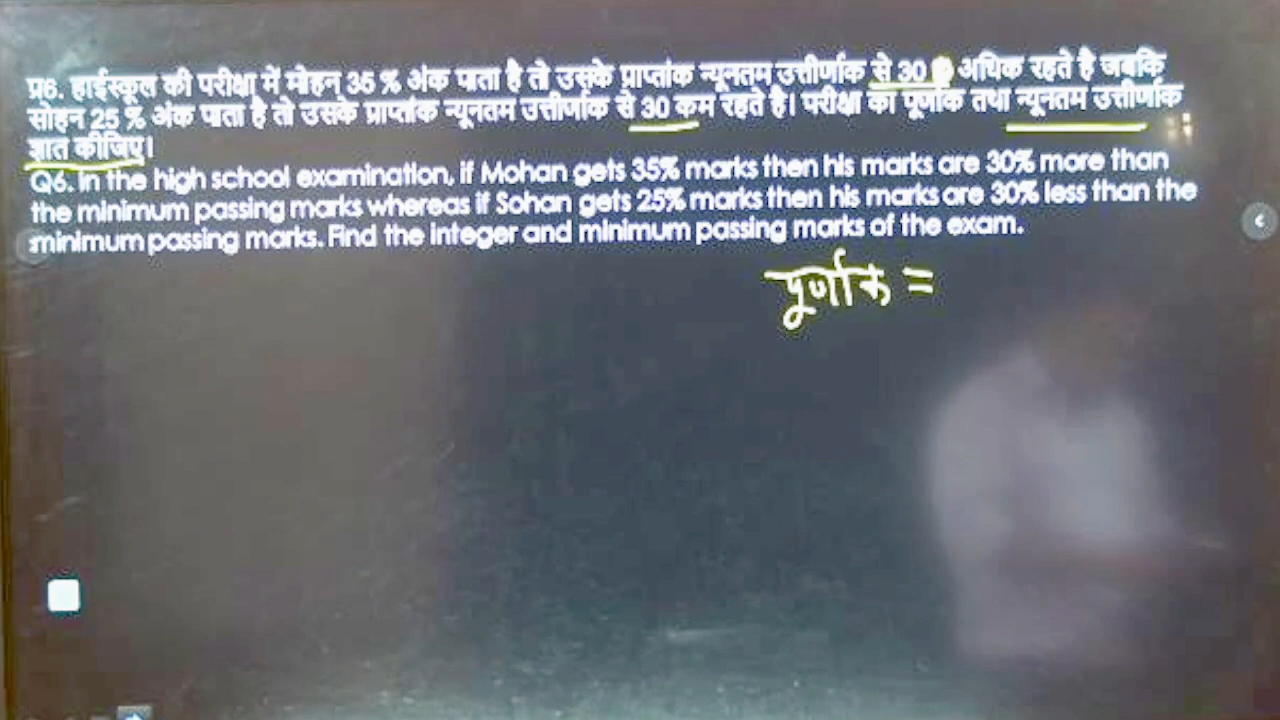 प्र6. हाईस्कूल की परीक्षा में मोहन 35 % अंक पाता है तो उसके प्राप्तांक न्यूनतम उत्तीर्णांक से 30 अधिक रहते है जबकि
सोहन 25 % अंक पाता है तो उसके प्राप्तांक न्यूनतम उत्तीर्णांक से 30 कम रहते है। परीक्षा का पूर्णांक तथा न्यूनतम उत्तीर्णांक
ज्ञात कीजिए।
Q6. In the high school examination, if Mohan gets 35% marks then his marks are 30% more than
the minimum passing marks whereas if Sohan gets 25% marks then his marks are 30% less than the
minimum passing marks. Find the integer and minimum passing marks of the exam.
पूर्णांक =